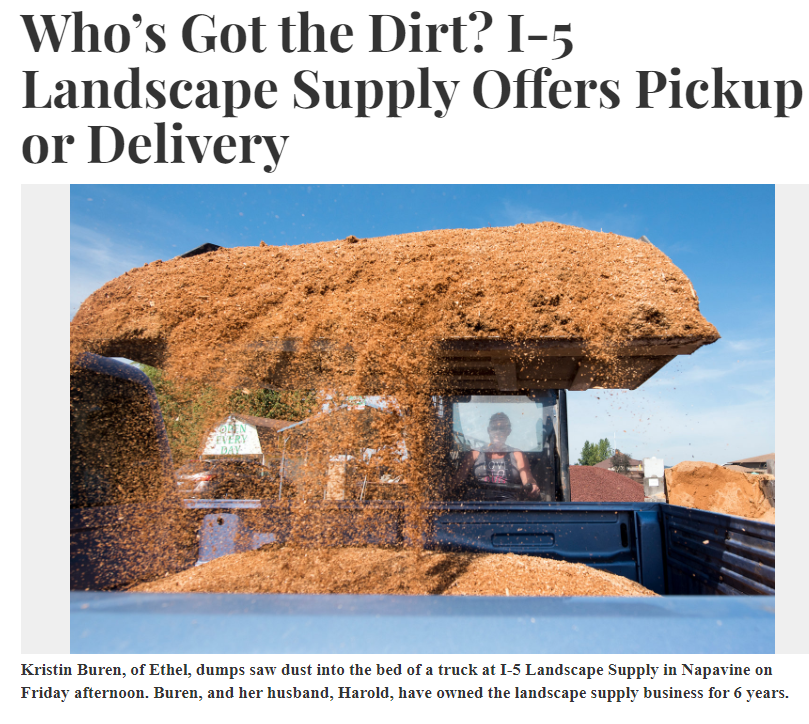 Who’s Got the Dirt? I-5
Landscape Supply Offers Pickup
or Delivery
OPEN
EVERY
DAY
Kristin Buren, of Ethel, dumps saw dust into the bed of a truck at I-5 Landscape Supply in Napavine on
Friday afternoon. Buren, and her husband, Harold, have owned the landscape supply business for 6 years.